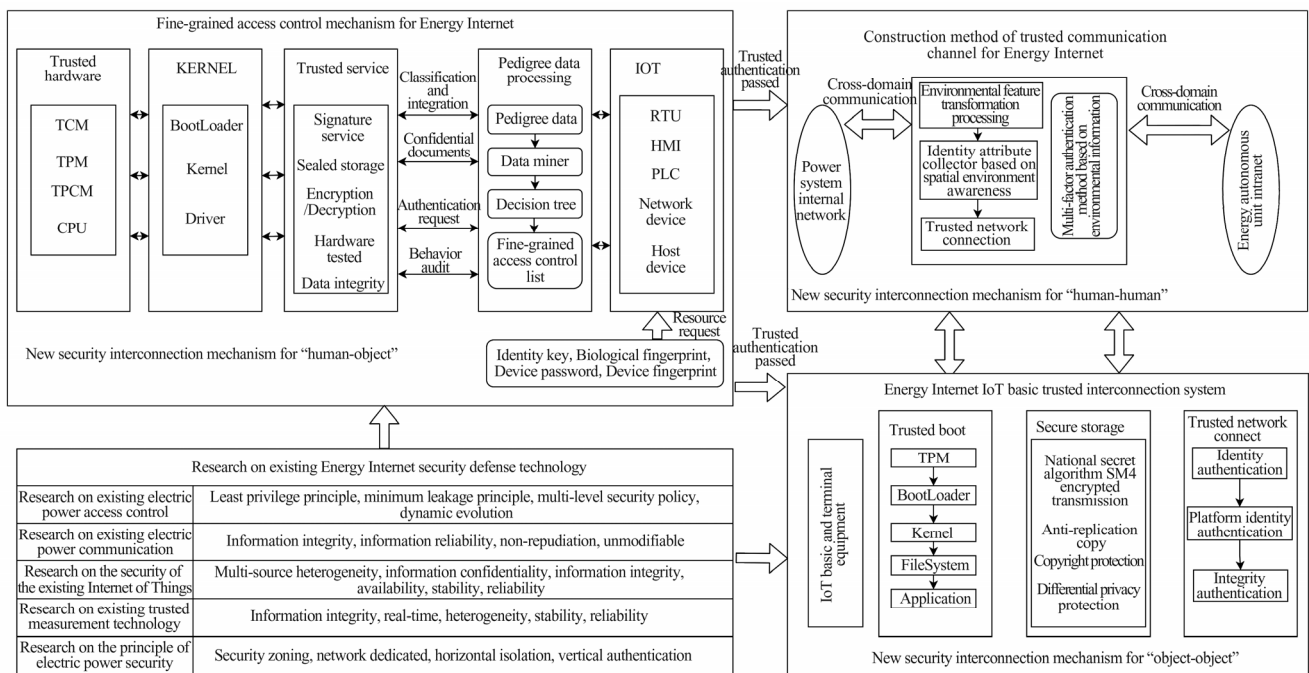 Fine-grained access control mechanism for Energy Internet
Trusted
hardware
TCM
TPM
TPCM
CPU
KERNEL
BootLoader
Kernel
Driver
Trusted service
Signature
service
Sealed storage
Encryption
/Decryption
Hardware
tested
Data integrity
Classification
and
integration
Confidential
documents
Authentication
request
Behavior
audit
Pedigree data
processing
Pedigree data
Data miner
Decision tree
Fine-grained
access control
list
IOT
RTU
HMI
PLC
Network
device
Host
device
Resource
request
Identity key, Biological fingerprint,
Device password, Device fingerprint
New security interconnection mechanism for “human-object”
Trusted
authentication
passed
Trusted
authentication
passed
Construction method of trusted communication
channel for Energy Internet
Cross-domain
communication
Power
system
internal
network
Environmental feature
transformation
processing
Identity attribute
collector based on
spatial environment
awareness
Trusted network
connection
Multi-factor authentication
method based on
environmental information
Cross-domain
communication
Energy autonomous
unit intranet
New security interconnection mechanism for “human-human”
Research on existing Energy Internet security defense technology
Research on existing electric
power access control
Least privilege principle, minimum leakage principle, multi-level security policy,
dynamic evolution
Research on existing electric
power communication
Information integrity, information reliability, non-repudiation, unmodifiable
Research on the security of
the existing Internet of Things
Multi-source heterogeneity, information confidentiality, information integrity,
availability, stability, reliability
Research on existing trusted
measurement technology
Information integrity, real-time, heterogeneity, stability, reliability
Research on the principle of
electric power security
Security zoning, network dedicated, horizontal isolation, vertical authentication
Energy Internet IoT basic trusted interconnection system
IoT basic and terminal
equipment
Trusted boot
TPM
BootLoader
Kernel
FileSystem
Application
Secure storage
National secret
algorithm SM4
encrypted
transmission
Anti-replication
copy
Copyright protection
Differential privacy
protection
Trusted network
connect
Identity
authentication
Platform identity
authentication
Integrity
authentication
New security interconnection mechanism for “object-object”